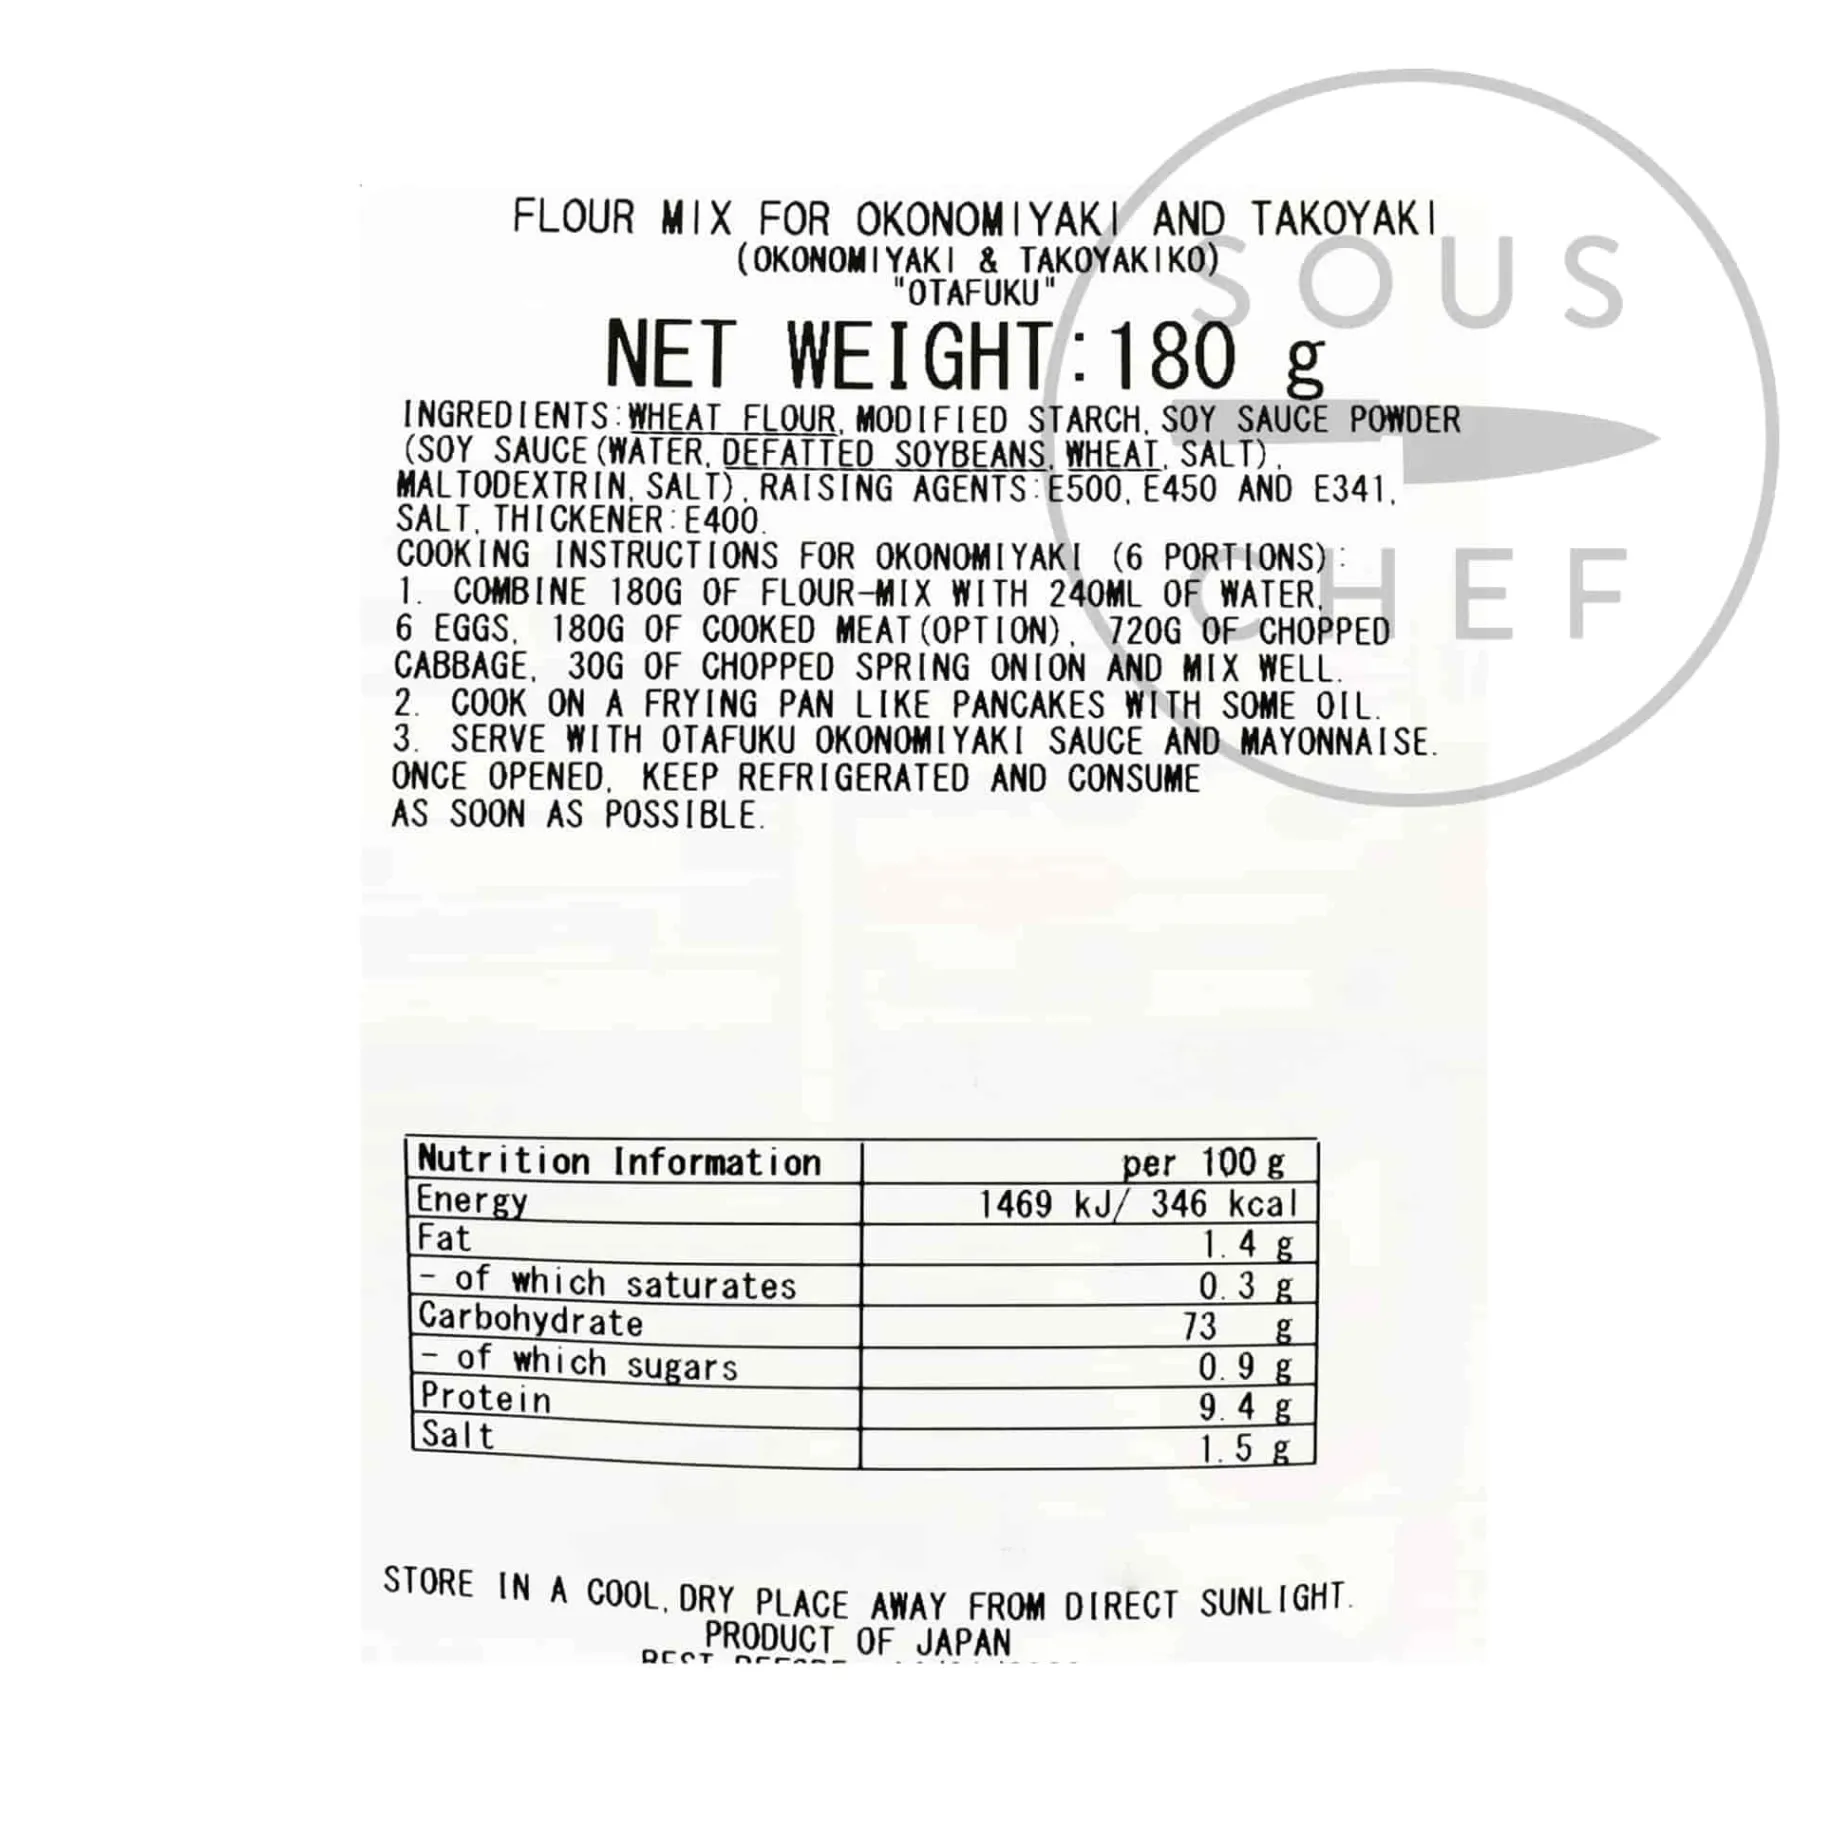 FLOUR MIX FOR OKONOMIYAKI AND TAKOYAKI
(OKONOMIYAKI & TAKOYAKIKO)
"OTAFUKU"
NET WEIGHT:180 g
INGREDIENTS:WHEAT FLOUR, MODIFIED STARCH, SOY SAUCE POWDER
(SOY SAUCE(WATER, DEFATTED SOYBEANS, WHEAT, SALT),
MALTODEXTRIN, SALT), RAISING AGENTS:E500, E450 AND E341,
SALT, THICKENER:E400.
COOKING INSTRUCTIONS FOR OKONOMIYAKI (6 PORTIONS):
1. COMBINE 180G OF FLOUR-MIX WITH 240ML OF WATER,
6 EGGS, 180G OF COOKED MEAT(OPTION), 720G OF CHOPPED
CABBAGE, 30G OF CHOPPED SPRING ONION AND MIX WELL.
2. COOK ON A FRYING PAN LIKE PANCAKES WITH SOME OIL.
3. SERVE WITH OTAFUKU OKONOMIYAKI SAUCE AND MAYONNAISE.
ONCE OPENED, KEEP REFRIGERATED AND CONSUME
AS SOON AS POSSIBLE.
SOUS
CHEF
Nutrition Information per 100 g
Energy 1469 kJ/ 346 kcal
Fat 1.4 g
- of which saturates 0.3 g
Carbohydrate 73 g
- of which sugars 0.9 g
Protein 9.4 g
Salt 1.5 g
STORE IN A COOL, DRY PLACE AWAY FROM DIRECT SUNLIGHT.
PRODUCT OF JAPAN
BEST BEFORE